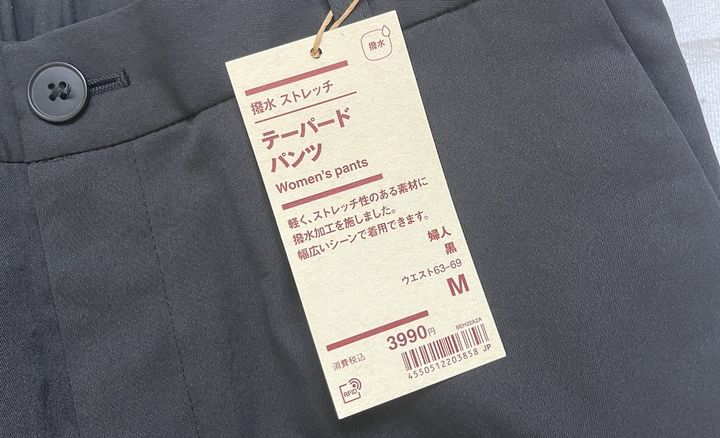 撥水
撥水 ストレッチ
テーパード
パンツ
Women's pants
軽く、ストレッチ性のある素材に
撥水加工を施しました。
幅広いシーンで着用できます。
婦人
黒
ウエスト63-69
M
BEH22A2A
消費税込 3990円
4550512203858 JP
RFID